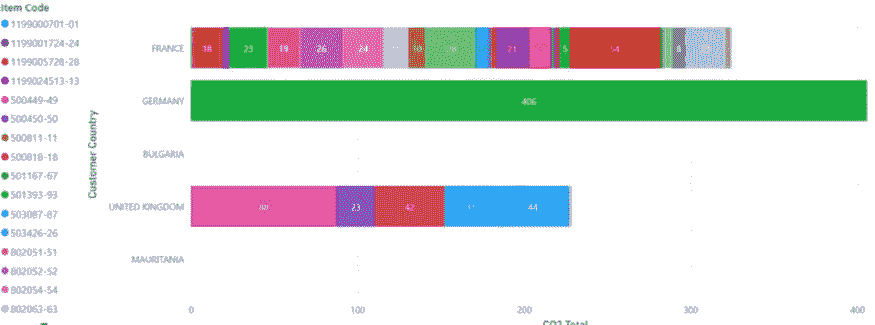 Item Code
1199000701-01
1199001724-24
1199005728-28
1199024513-13
500449-49
500450-50
500811-11
500818-18
501167-67
501393-93
503087-87
503426-26
802051-51
802052-52
802054-54
802063-63
Customer Country
FRANCE
18 23 19 26 24 21 5 54
GERMANY
406
BULGARIA
UNITED KINGDOM
23 42 44
MAURITANIA
0 100 200 300 400
CO2 Total